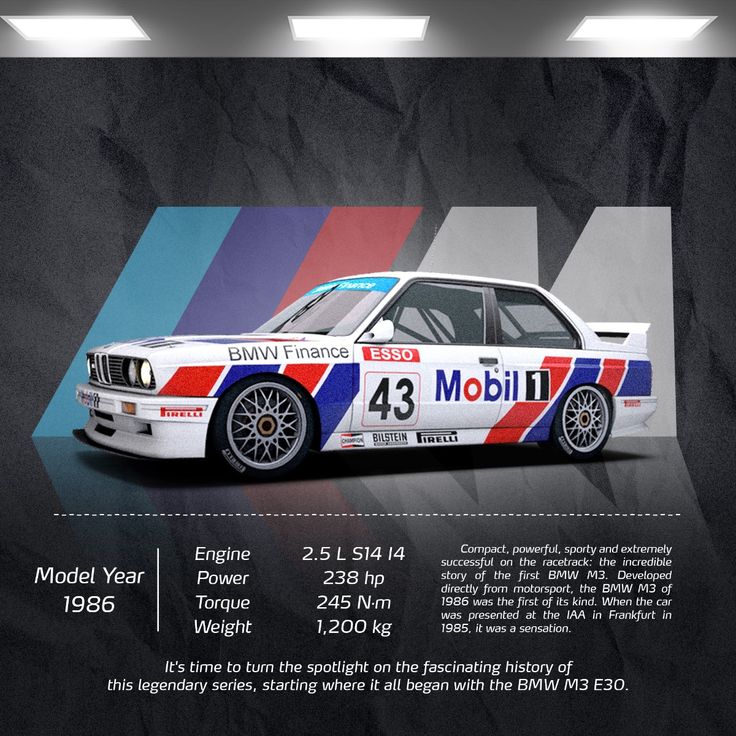 BMW Finance
ESSO
43
Mobil 1
PIRELLI
CHAMPION
BILSTEIN
PIRELLI
PIRELLI
PIRELLI
Model Year
1986
Engine 2.5 L S14 I4
Power 238 hp
Torque 245 N·m
Weight 1,200 kg
Compact, powerful, sporty and extremely
successful on the racetrack: the incredible
story of the first BMW M3. Developed
directly from motorsport, the BMW M3 of
1986 was the first of its kind. When the car
was presented at the IAA in Frankfurt in
1985, it was a sensation.
It's time to turn the spotlight on the fascinating history of
this legendary series, starting where it all began with the BMW M3 E30.